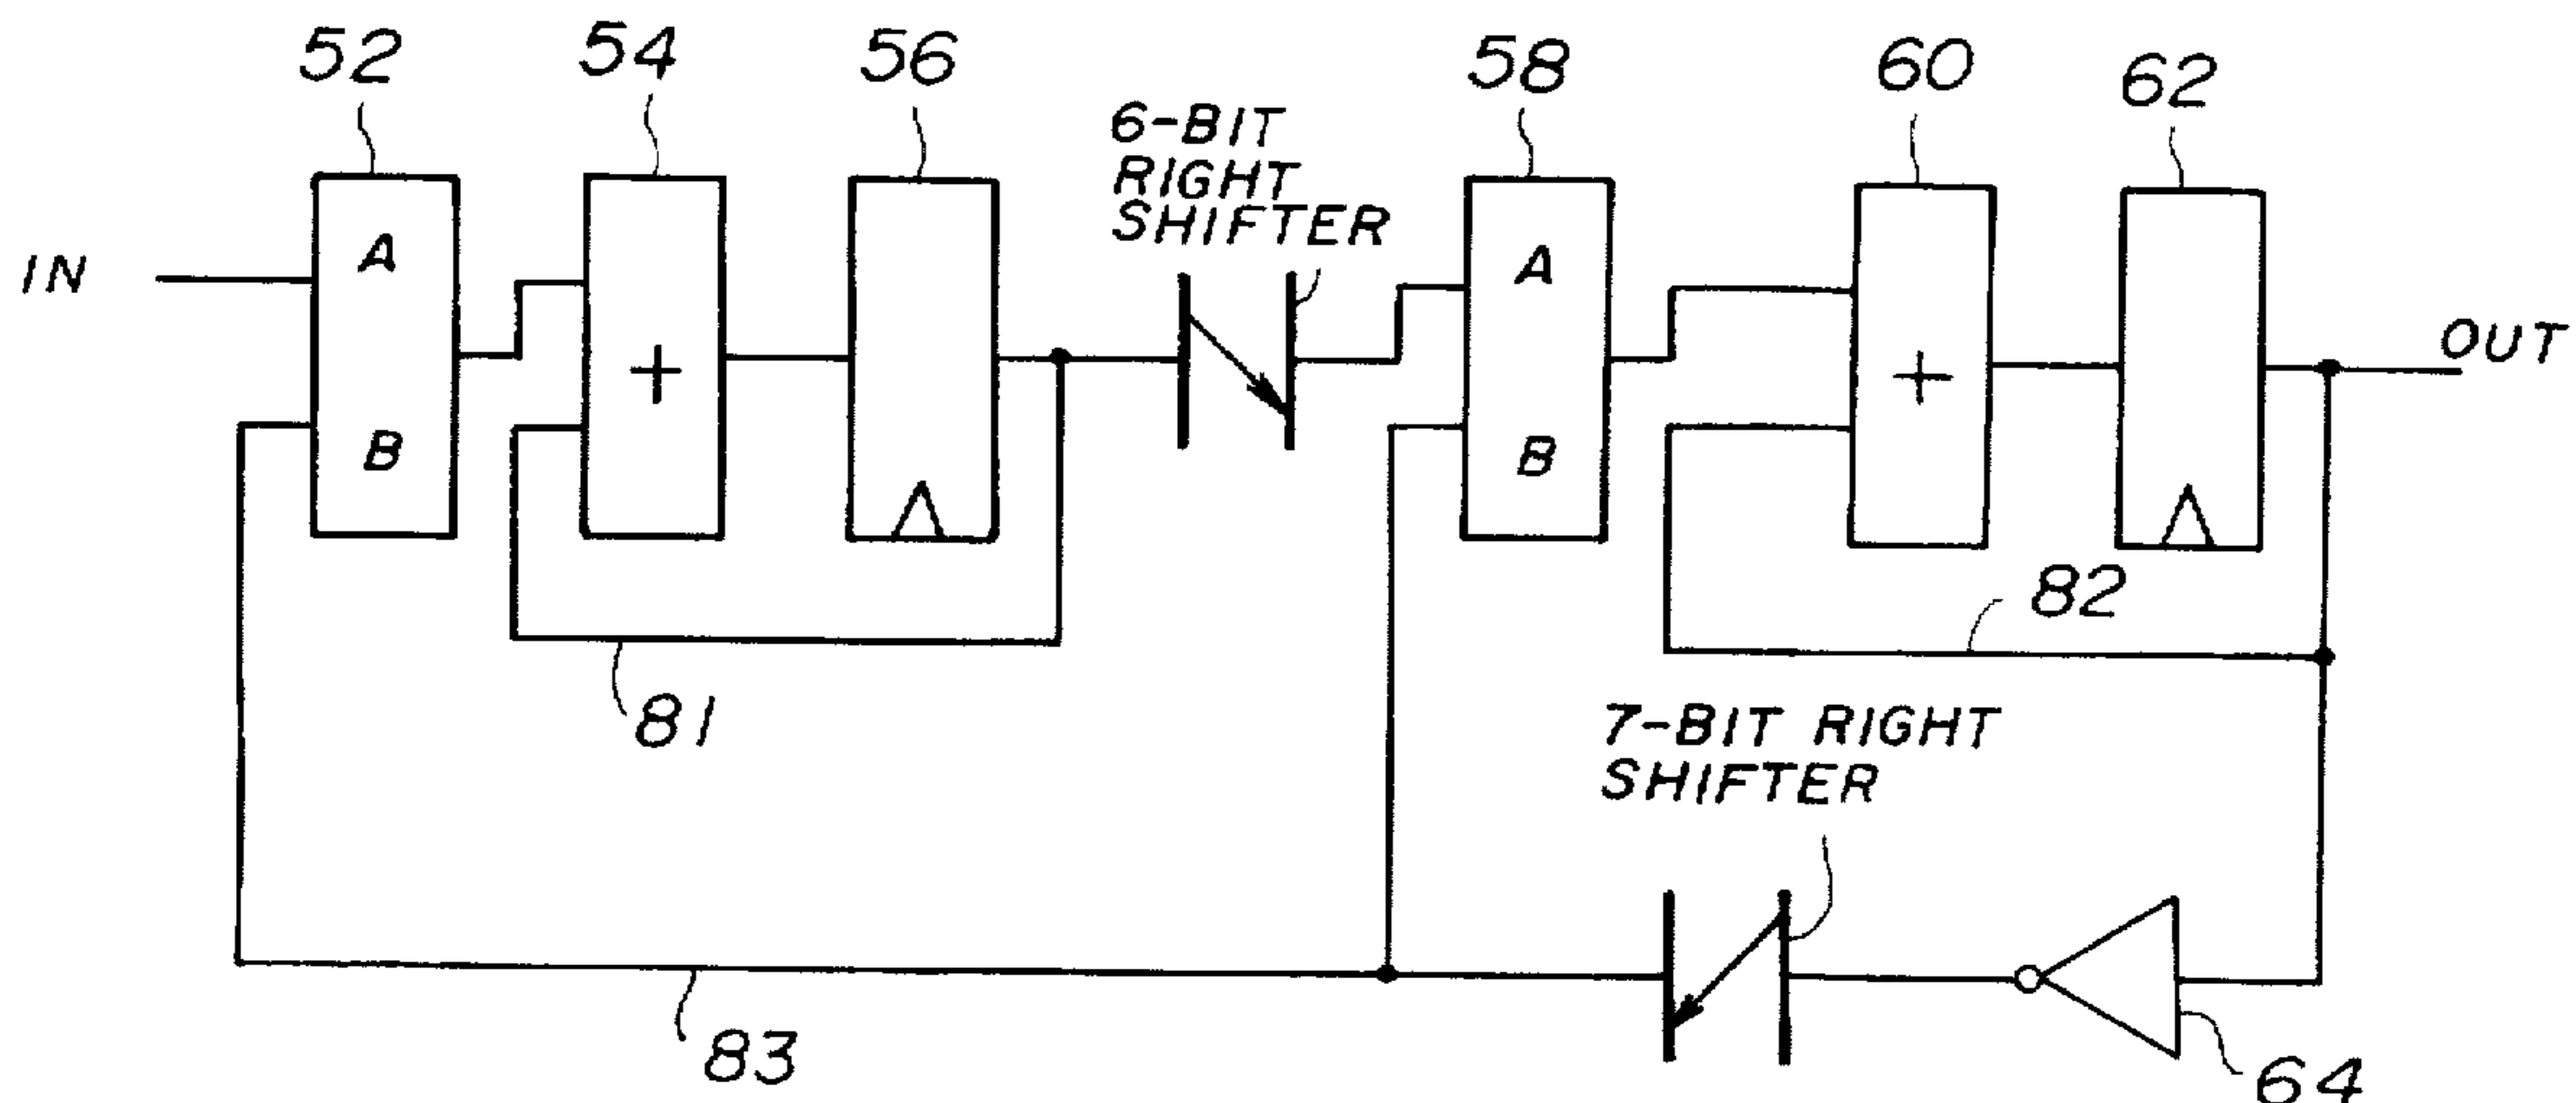 52
54
56
58
60
62
6-BIT
RIGHT
SHIFTER
A
B
+
A
B
+
IN
OUT
81
82
7-BIT RIGHT
SHIFTER
83
64